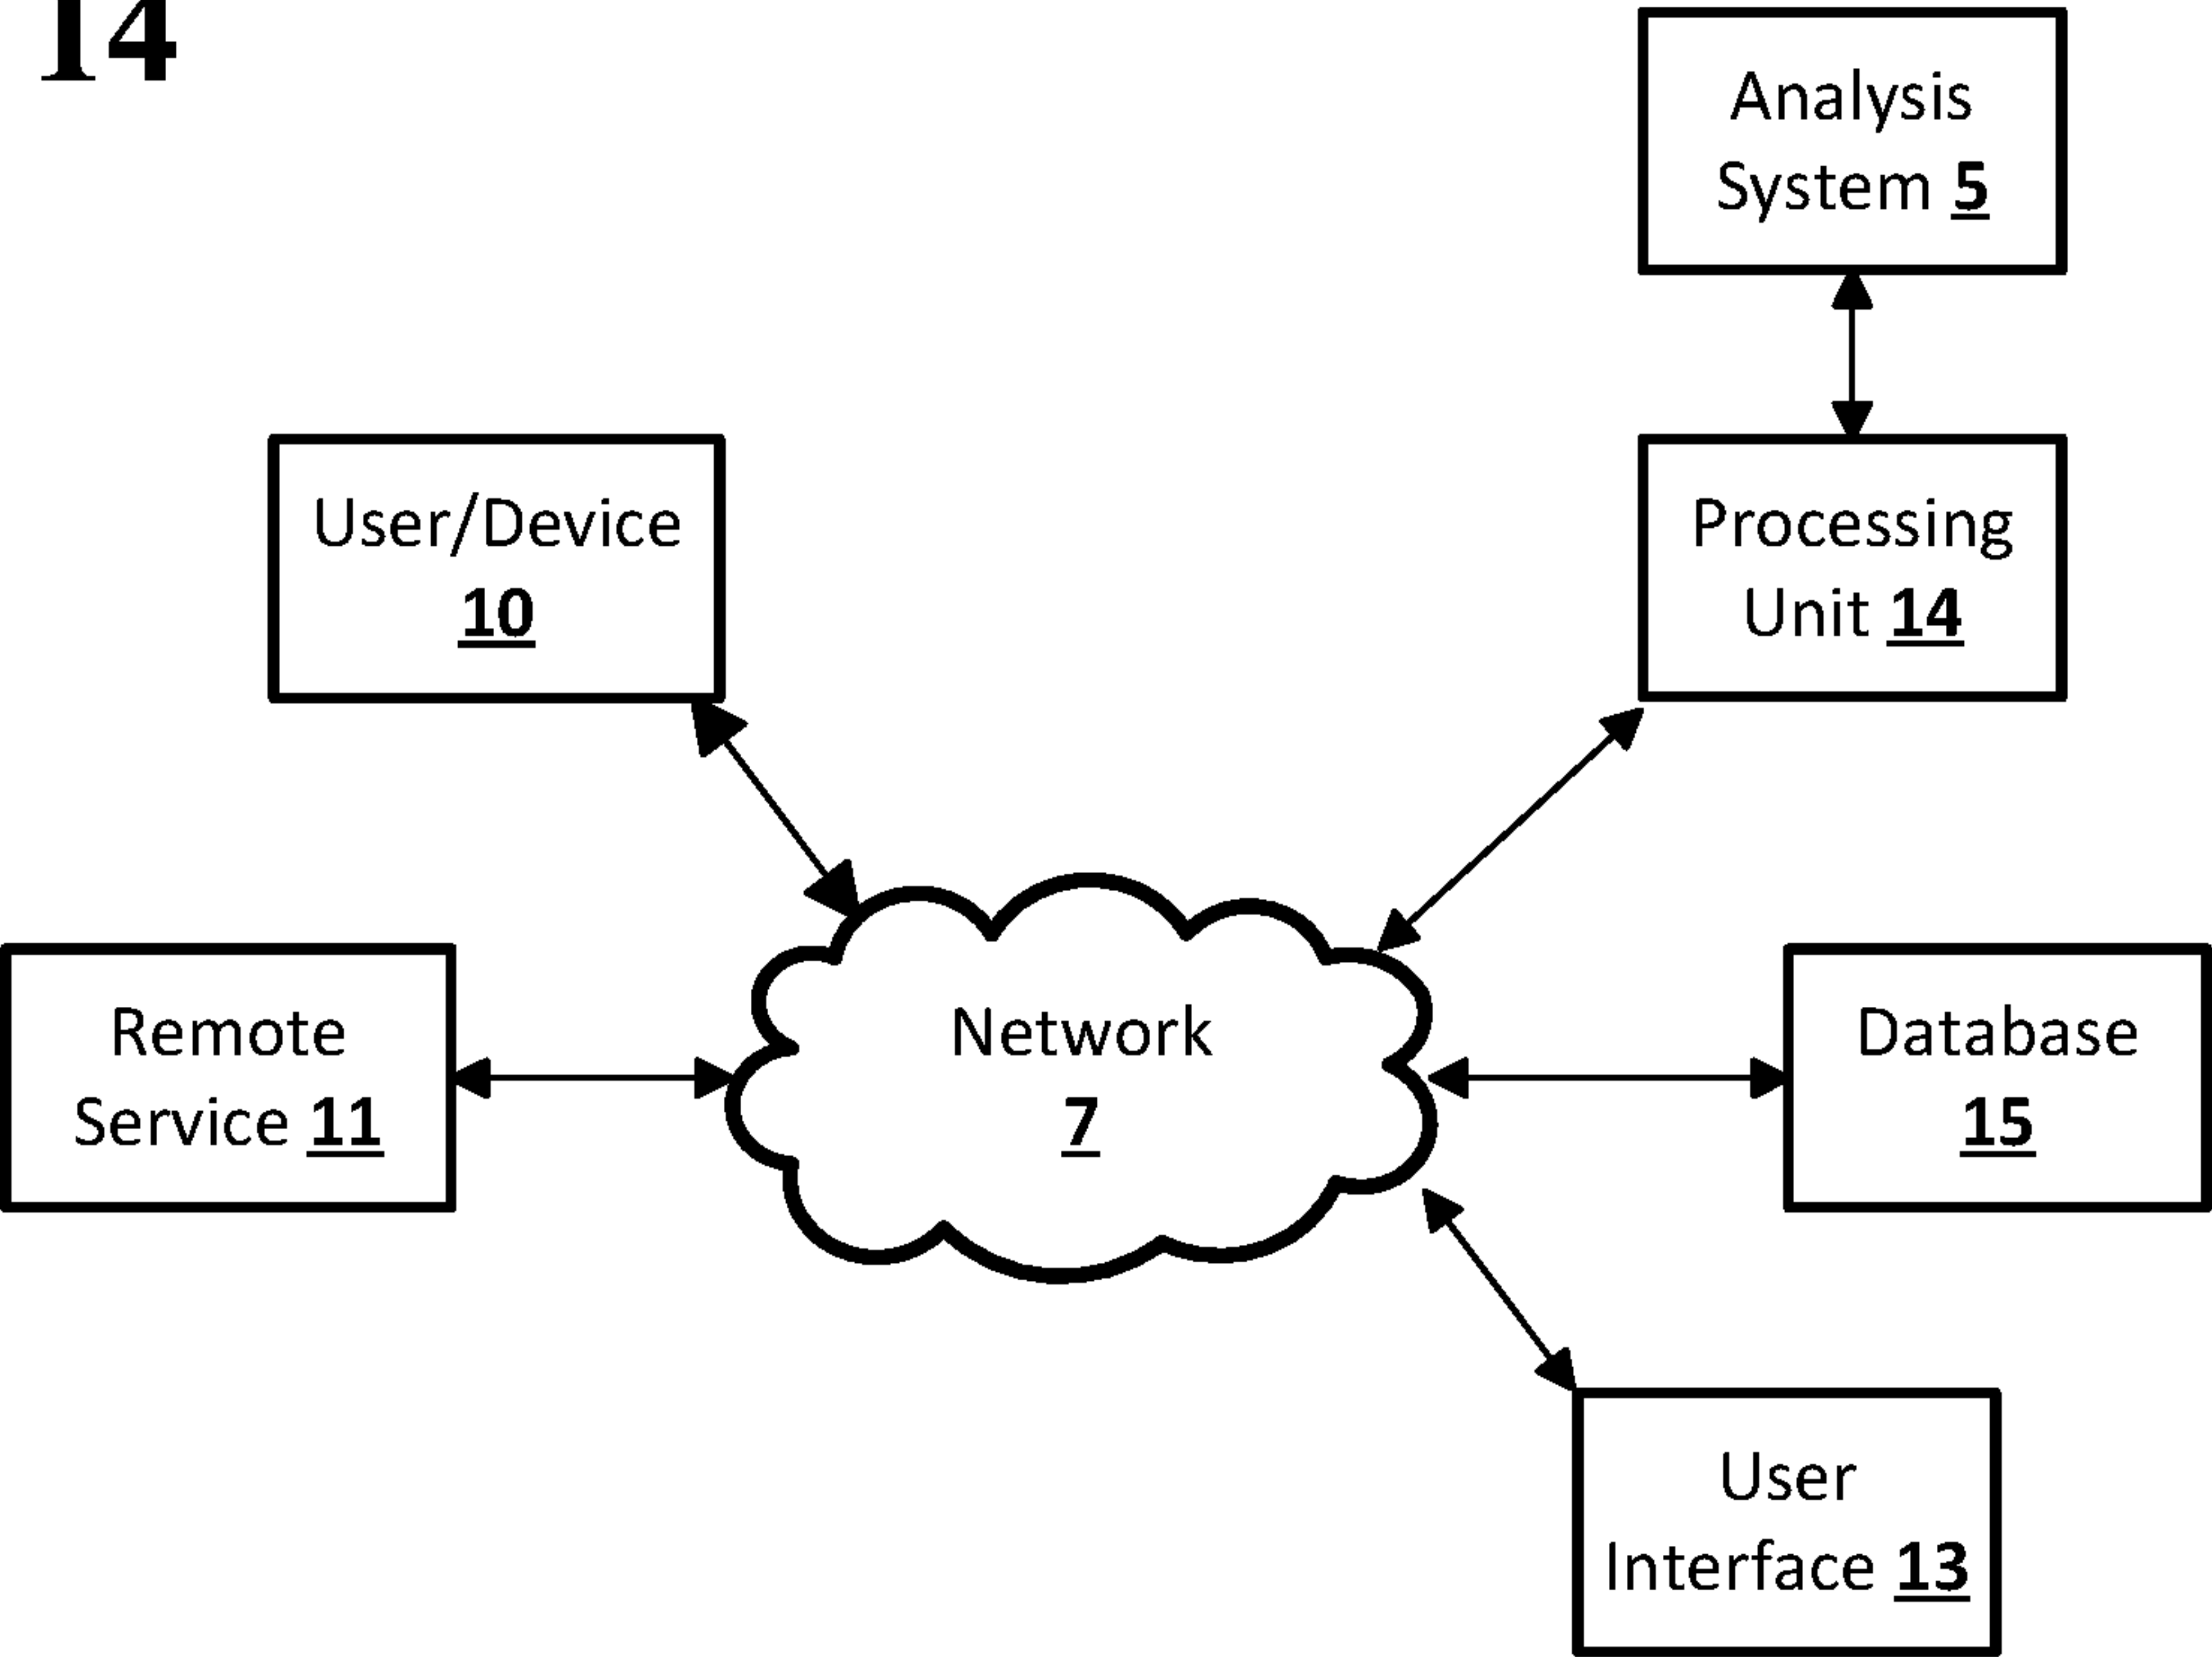 14
Analysis
System 5
User/Device
10
Processing
Unit 14
Remote
Service 11
Network
7
Database
15
User
Interface 13